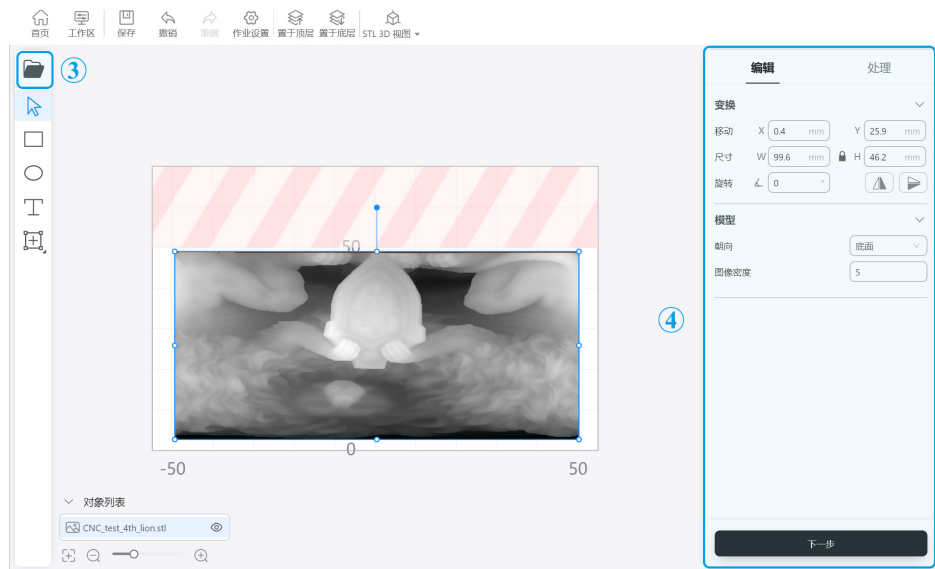 首页 工作区 保存 撤销 重做 作业设置 置于顶层 置于底层 STL 3D 视图
③
编辑 处理
变换
移动 X 0.4 mm Y 25.9 mm
尺寸 W 99.6 mm H 46.2 mm
旋转 0 °
模型
朝向 底面
图像密度 5
50
④
0
-50 50
对象列表
CNC_test_4th_lion.stl
下一步